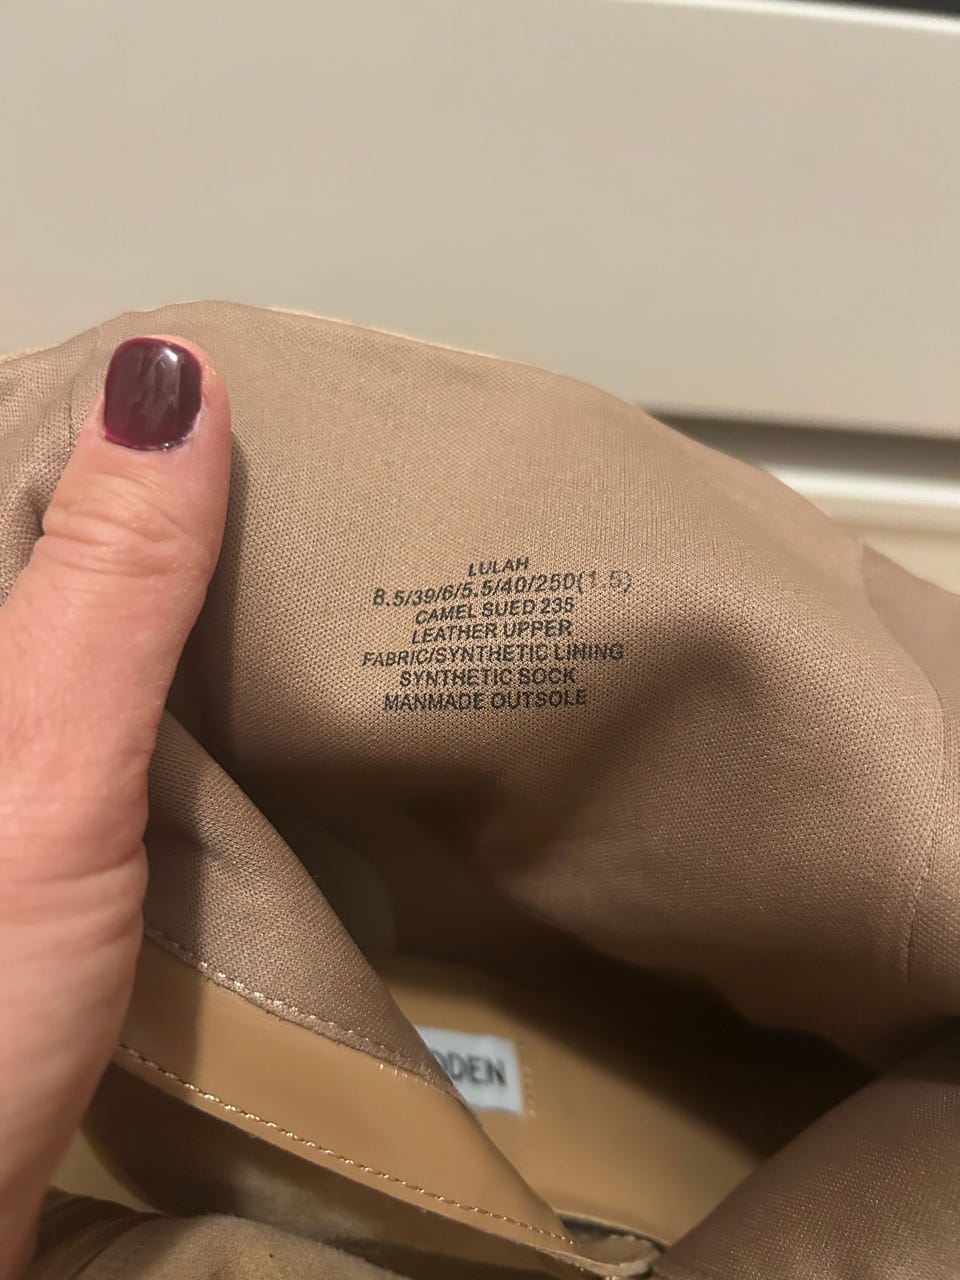 LULAH
8.5/39/6/5.5/40/250(1.5)
CAMEL SUED 235
LEATHER UPPER
FABRIC/SYNTHETIC LINING
SYNTHETIC SOCK
MANMADE OUTSOLE